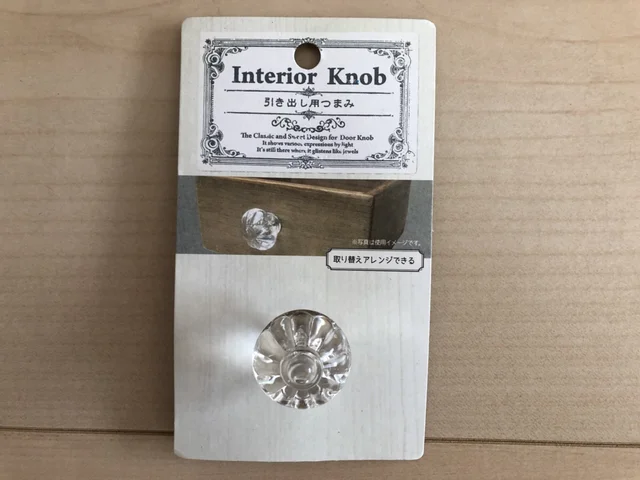 Interior Knob
引き出し用つまみ
The Classic and Sweet Design for Door Knob
It shows various expressions by light
It's still there where it glistens like jewels
※写真は使用イメージです。
取り替えアレンジできる